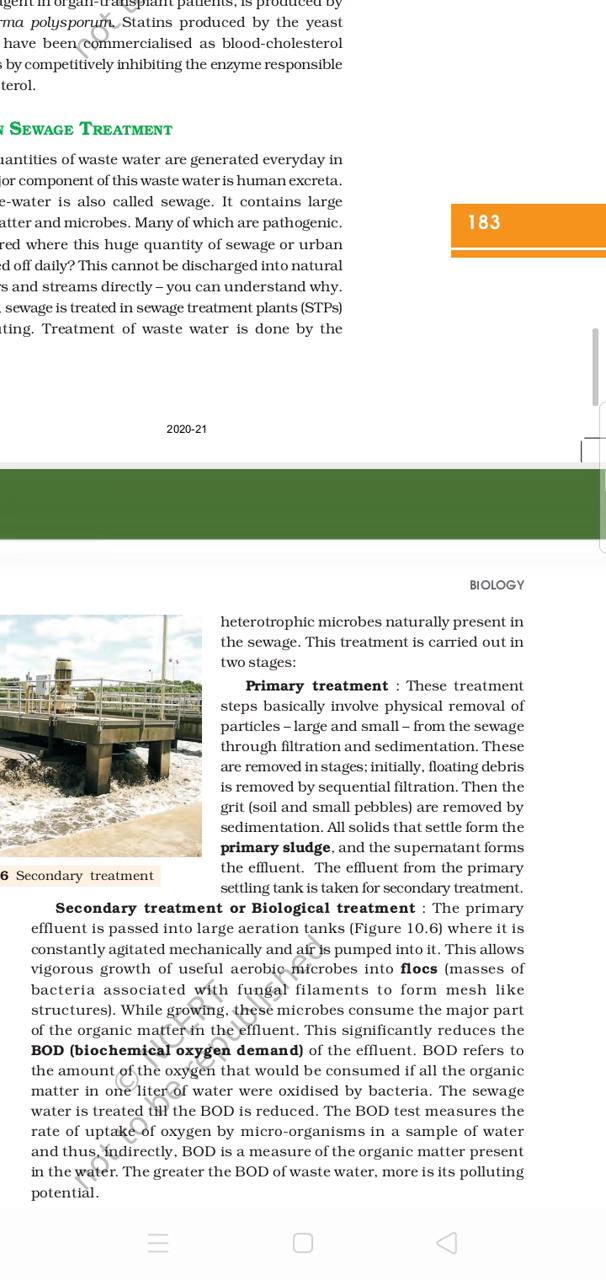 agent in organ-transplant patients, is produced by
rma polysporum. Statins produced by the yeast
have been commercialised as blood-cholesterol
s by competitively inhibiting the enzyme responsible
sterol.
N SEWAGE TREATMENT
uantities of waste water are generated everyday in
jor component of this waste water is human excreta.
e-water is also called sewage. It contains large
atter and microbes. Many of which are pathogenic.
red where this huge quantity of sewage or urban
ed off daily? This cannot be discharged into natural
rs and streams directly – you can understand why.
, sewage is treated in sewage treatment plants (STPs)
uting. Treatment of waste water is done by the
183
2020-21
BIOLOGY
heterotrophic microbes naturally present in
the sewage. This treatment is carried out in
two stages:
Primary treatment : These treatment
steps basically involve physical removal of
particles – large and small – from the sewage
through filtration and sedimentation. These
are removed in stages; initially, floating debris
is removed by sequential filtration. Then the
grit (soil and small pebbles) are removed by
sedimentation. All solids that settle form the
primary sludge, and the supernatant forms
the effluent. The effluent from the primary
settling tank is taken for secondary treatment.
6 Secondary treatment
Secondary treatment or Biological treatment : The primary
effluent is passed into large aeration tanks (Figure 10.6) where it is
constantly agitated mechanically and air is pumped into it. This allows
vigorous growth of useful aerobic microbes into flocs (masses of
bacteria associated with fungal filaments to form mesh like
structures). While growing, these microbes consume the major part
of the organic matter in the effluent. This significantly reduces the
BOD (biochemical oxygen demand) of the effluent. BOD refers to
the amount of the oxygen that would be consumed if all the organic
matter in one liter of water were oxidised by bacteria. The sewage
water is treated till the BOD is reduced. The BOD test measures the
rate of uptake of oxygen by micro-organisms in a sample of water
and thus, indirectly, BOD is a measure of the organic matter present
in the water. The greater the BOD of waste water, more is its polluting
potential.
© NCERT
not to be republished